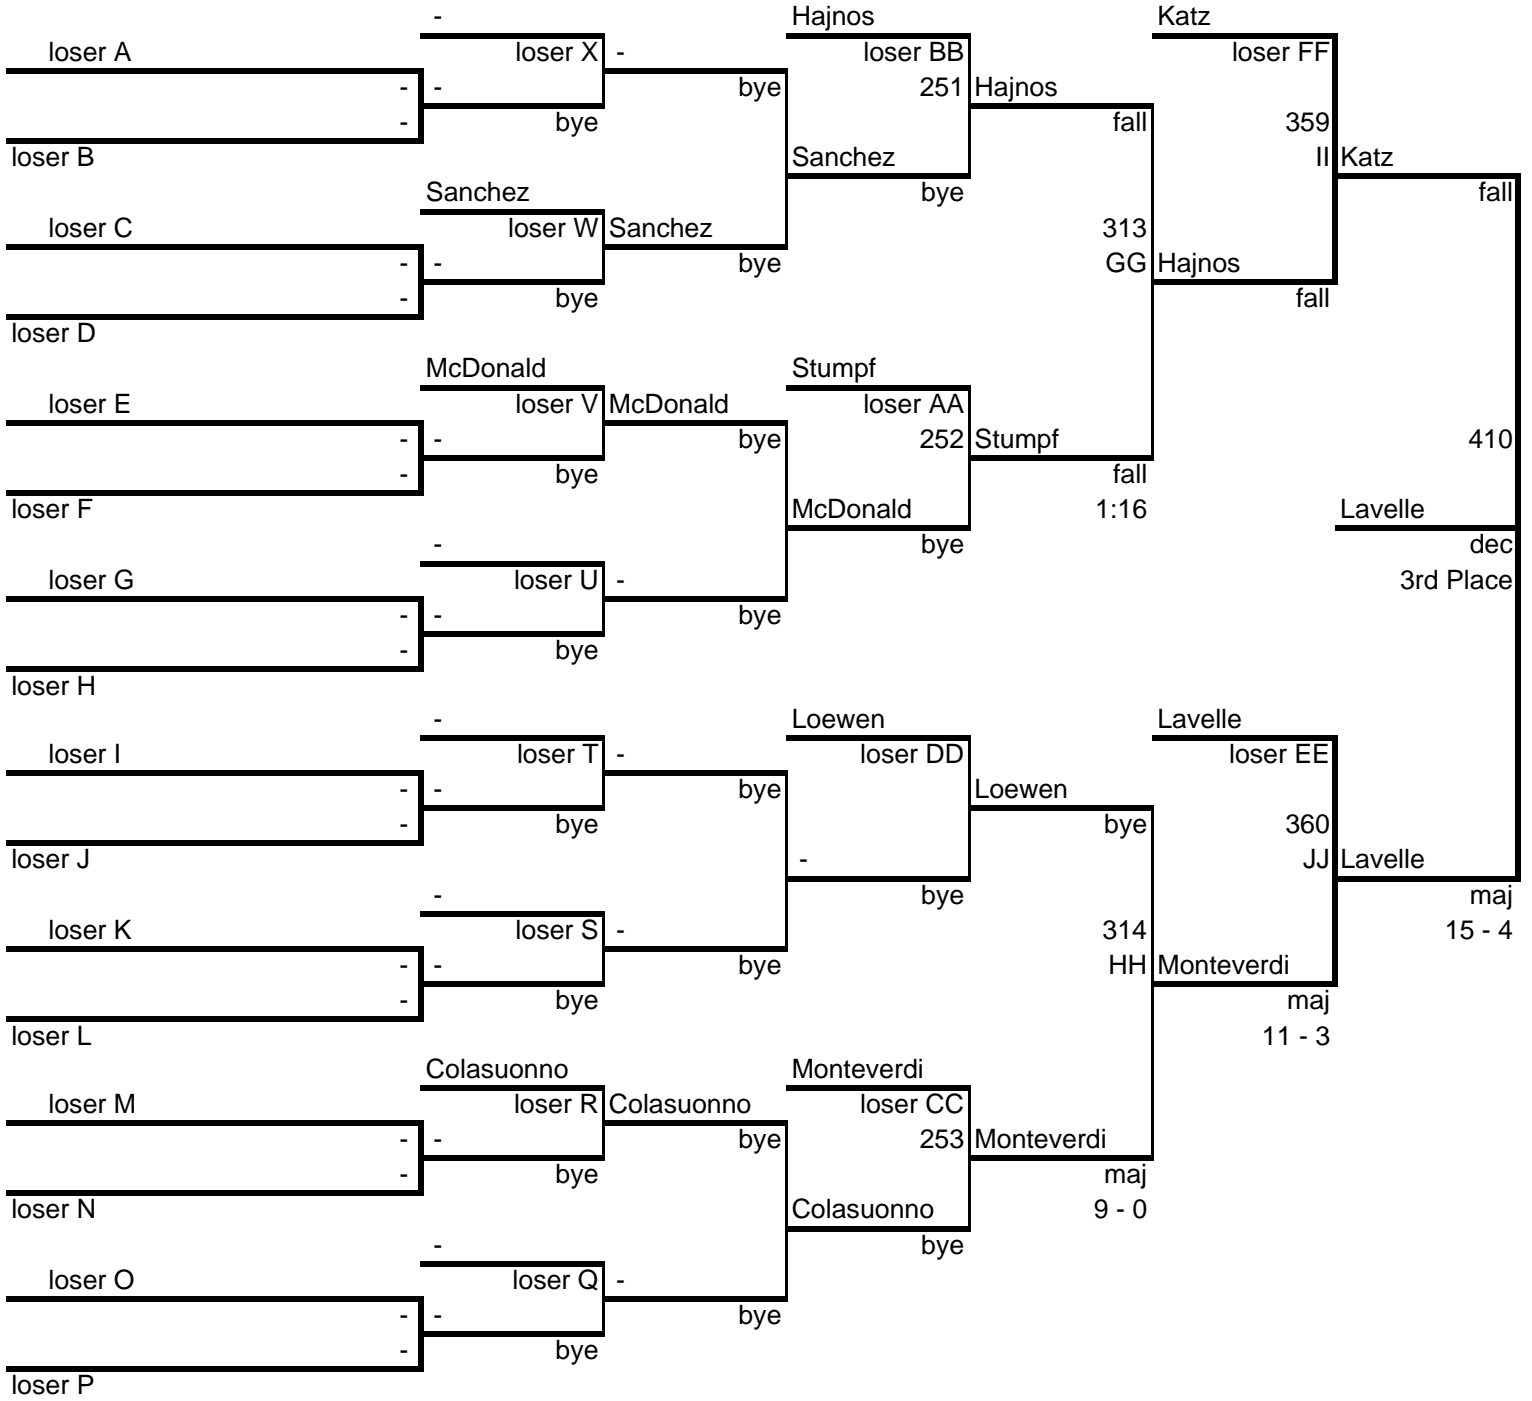 -
Hajnos
Katz
loser A
loser X
-
loser BB
loser FF
-
-
bye
251
Hajnos
-
bye
fall
359
loser B
Sanchez
II
Katz
Sanchez
bye
fall
loser C
loser W
Sanchez
313
-
-
bye
GG
Hajnos
-
bye
fall
loser D
McDonald
Stumpf
loser E
loser V
McDonald
loser AA
-
-
bye
252
Stumpf
410
-
bye
fall
loser F
McDonald
1:16
Lavelle
-
bye
dec
loser G
loser U
-
3rd Place
-
-
bye
-
bye
loser H
-
Loewen
Lavelle
loser I
loser T
-
loser DD
loser EE
-
-
bye
Loewen
-
bye
bye
360
loser J
-
JJ
Lavelle
-
bye
maj
loser K
loser S
-
314
15 - 4
-
-
bye
HH
Monteverdi
-
bye
maj
loser L
11 - 3
Colasuonno
Monteverdi
loser M
loser R
Colasuonno
loser CC
-
-
bye
253
Monteverdi
-
bye
maj
loser N
Colasuonno
9 - 0
-
bye
loser O
loser Q
-
-
-
bye
-
bye
loser P